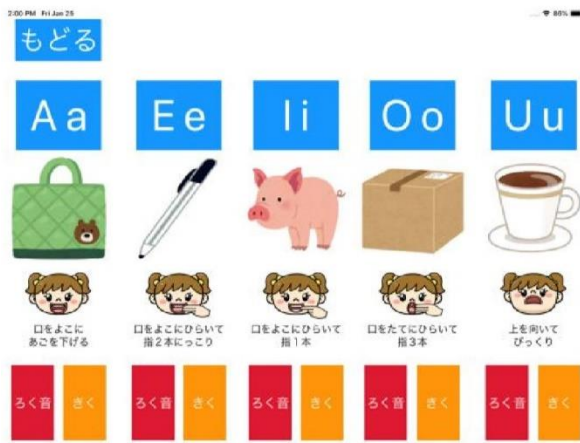 2:00 PM Fri Jan 25
88%
もどる
Aa
Ee
Ii
Oo
Uu
口をよこに
あごを下げる
口をよこにひらいて
指2本にっこり
口をよこにひらいて
指1本
口をたてにひらいて
指3本
上を向いて
びっくり
ろく音
きく
ろく音
きく
ろく音
きく
ろく音
きく
ろく音
きく